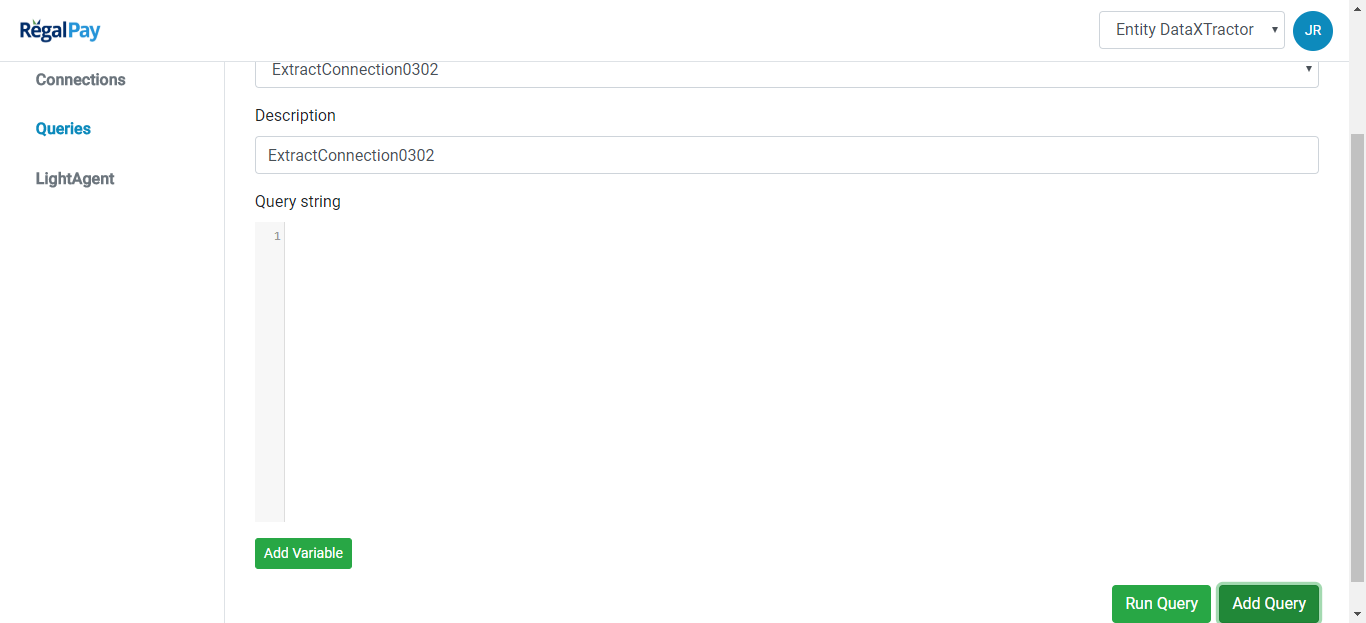 RegalPay
Entity DataXTractor
JR
Connections
Queries
LightAgent
ExtractConnection0302
Description
ExtractConnection0302
Query string
1
Add Variable
Run Query
Add Query